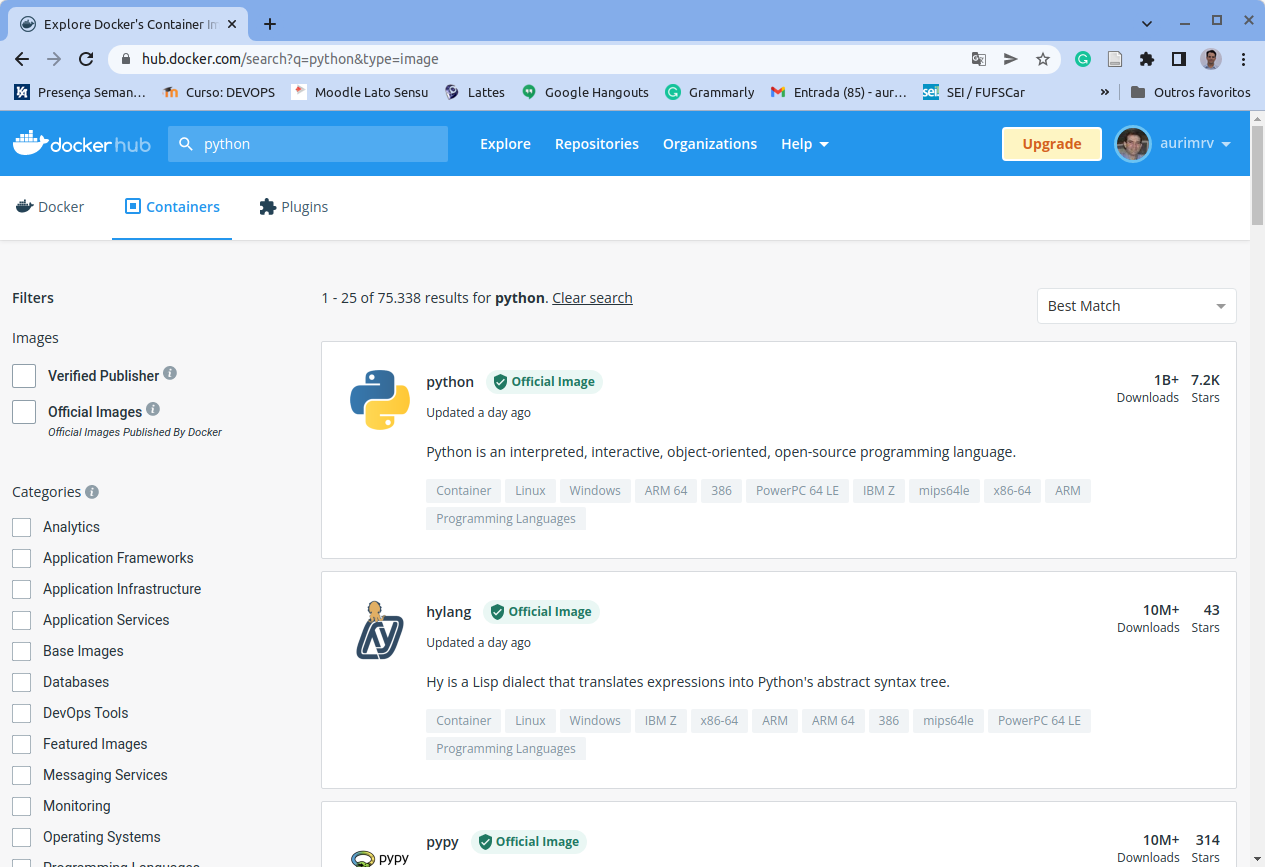 Explore Docker's Container Im
hub.docker.com/search?q=python&type=image
Presença Seman...
Curso: DEVOPS
Moodle Lato Sensu
Lattes
Google Hangouts
Grammarly
Entrada (85) - aur...
sei!
SEI / FUFSCar
»
Outros favoritos
docker hub
python
Explore
Repositories
Organizations
Help
Upgrade
aurimrv
Docker
Containers
Plugins
Filters
Images
Verified Publisher
Official Images
Official Images Published By Docker
Categories
Analytics
Application Frameworks
Application Infrastructure
Application Services
Base Images
Databases
DevOps Tools
Featured Images
Messaging Services
Monitoring
Operating Systems
Programming Languages
1 - 25 of 75.338 results for python. Clear search
Best Match
python Official Image
1B+ 7.2K
Downloads Stars
Updated a day ago
Python is an interpreted, interactive, object-oriented, open-source programming language.
Container Linux Windows ARM 64 386 PowerPC 64 LE IBM Z mips64le x86-64 ARM
Programming Languages
hy
hylang Official Image
10M+ 43
Downloads Stars
Updated a day ago
Hy is a Lisp dialect that translates expressions into Python's abstract syntax tree.
Container Linux Windows IBM Z x86-64 ARM ARM 64 386 mips64le PowerPC 64 LE
Programming Languages
pypy
pypy Official Image
10M+ 314
Downloads Stars